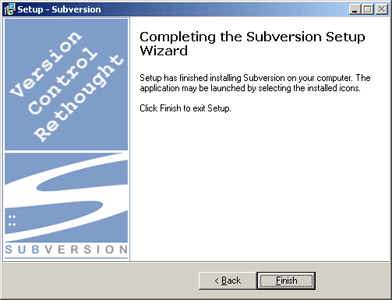 Setup - Subversion
Version
Control
Rethought
SUBVERSION
Completing the Subversion Setup
Wizard
Setup has finished installing Subversion on your computer. The
application may be launched by selecting the installed icons.
Click Finish to exit Setup.
< Back
Finish